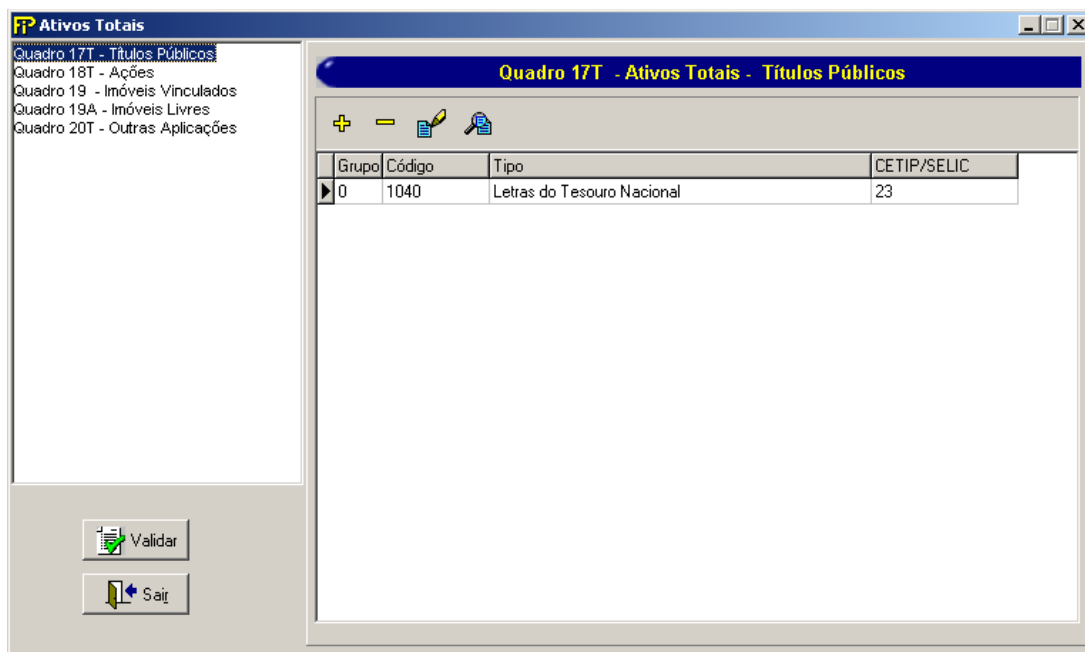 FIP Ativos Totais
Quadro 17T - Títulos Públicos
Quadro 18T - Ações
Quadro 19 - Imóveis Vinculados
Quadro 19A - Imóveis Livres
Quadro 20T - Outras Aplicações
Validar
Sair
Quadro 17T - Ativos Totais - Títulos Públicos
Grupo Código Tipo CETIP/SELIC
0 1040 Letras do Tesouro Nacional 23